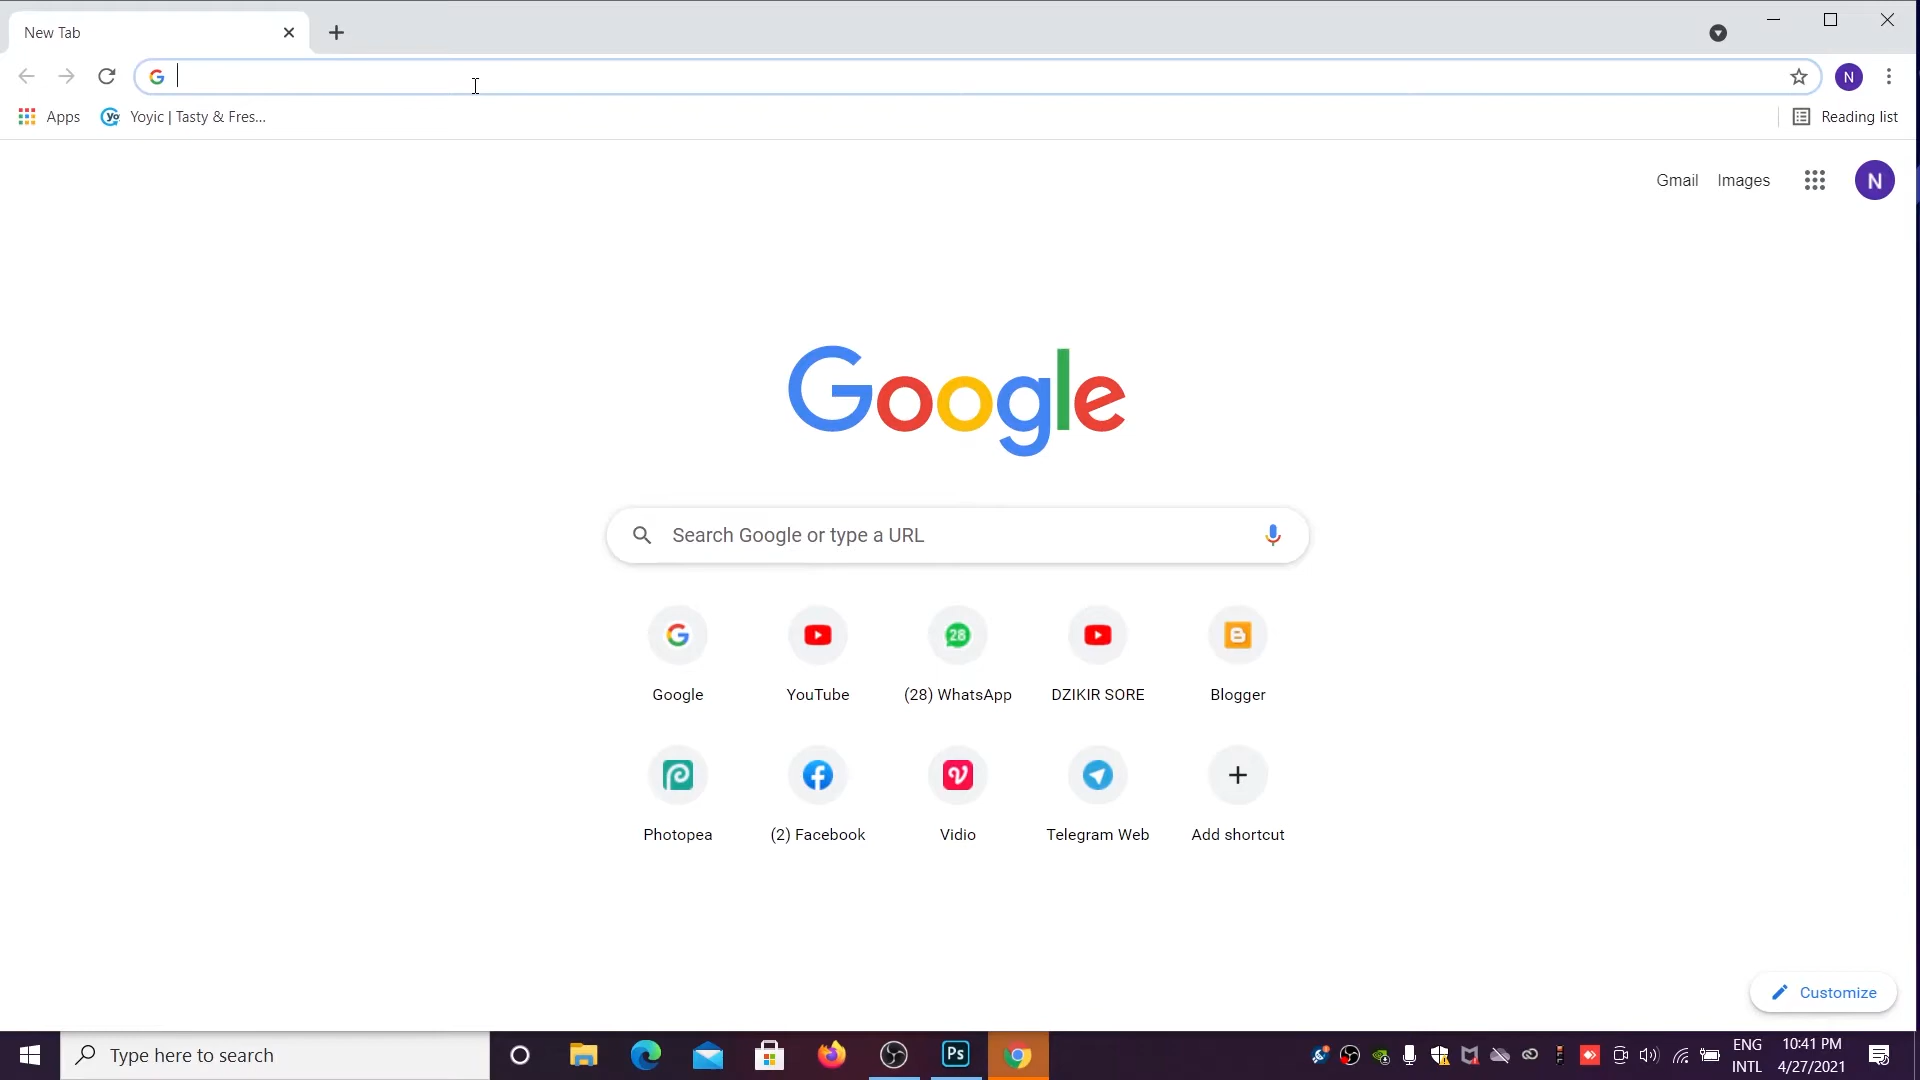 New Tab
Apps
Yoyic | Tasty & Fres...
Reading list
N
Gmail
Images
N
Google
Search Google or type a URL
28
Google
YouTube
(28) WhatsApp
DZIKIR SORE
Blogger
Photopea
(2) Facebook
Vidio
Telegram Web
Add shortcut
Customize
Type here to search
Ps
ENG
INTL
10:41 PM
4/27/2021